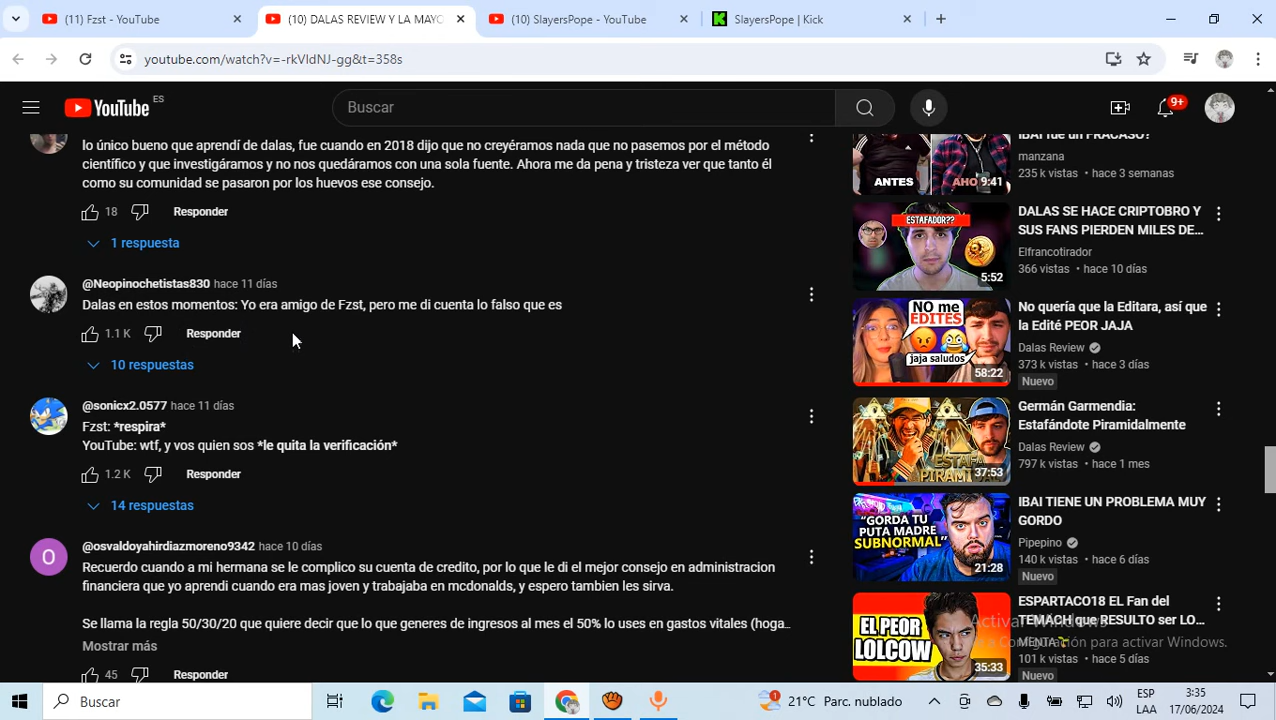 (11) Fzst - YouTube
(10) DALAS REVIEW Y LA MAYO
(10) SlayersPope - YouTube
SlayersPope | Kick
youtube.com/watch?v=-rkVIdNJ-gg&t=358s
YouTube ES
Buscar
9+
lo único bueno que aprendí de dalas, fue cuando en 2018 dijo que no creyéramos nada que no pasemos por el método
científico y que investigáramos y no nos quedáramos con una sola fuente. Ahora me da pena y tristeza ver que tanto él
como su comunidad se pasaron por los huevos ese consejo.
18 Responder
1 respuesta
@Neopinochetistas830 hace 11 días
Dalas en estos momentos: Yo era amigo de Fzst, pero me di cuenta lo falso que es
1.1 K Responder
10 respuestas
@sonicx2.0577 hace 11 días
Fzst: *respira*
YouTube: wtf, y vos quien sos *le quita la verificación*
1.2 K Responder
14 respuestas
O
@osvaldoyahirdiazmoreno9342 hace 10 días
Recuerdo cuando a mi hermana se le complico su cuenta de credito, por lo que le di el mejor consejo en administracion
financiera que yo aprendi cuando era mas joven y trabajaba en mcdonalds, y espero tambien les sirva.
Se llama la regla 50/30/20 que quiere decir que lo que generes de ingresos al mes el 50% lo uses en gastos vitales (hoga...
Mostrar más
45 Responder
ANTES
AHO
9:41
IBAI fue un FRACASO?
manzana
235 k vistas • hace 3 semanas
ESTAFADOR??
5:52
DALAS SE HACE CRIPTOBRO Y
SUS FANS PIERDEN MILES DE...
Elfrancotirador
366 vistas • hace 10 días
NO me
EDITES
jaja saludos
58:22
No quería que la Editara, así que
la Edité PEOR JAJA
Dalas Review
373 k vistas • hace 3 días
Nuevo
ESTAFA
PIRAMI
37:53
Germán Garmendia:
Estafándote Piramidalmente
Dalas Review
797 k vistas • hace 1 mes
"GORDA TU
PUTA MADRE
SUBNORMAL"
21:28
IBAI TIENE UN PROBLEMA MUY
GORDO
Pipepino
140 k vistas • hace 6 días
Nuevo
EL PEOR
LOLCOW
35:33
ESPARTACO18 EL Fan del
TEMACH que RESULTO ser LO...
MENTA
101 k vistas • hace 5 días
Nuevo
Activar Windows
a Configuración para activar Windows.
Buscar
21°C Parc. nublado
ESP
LAA
3:35
17/06/2024